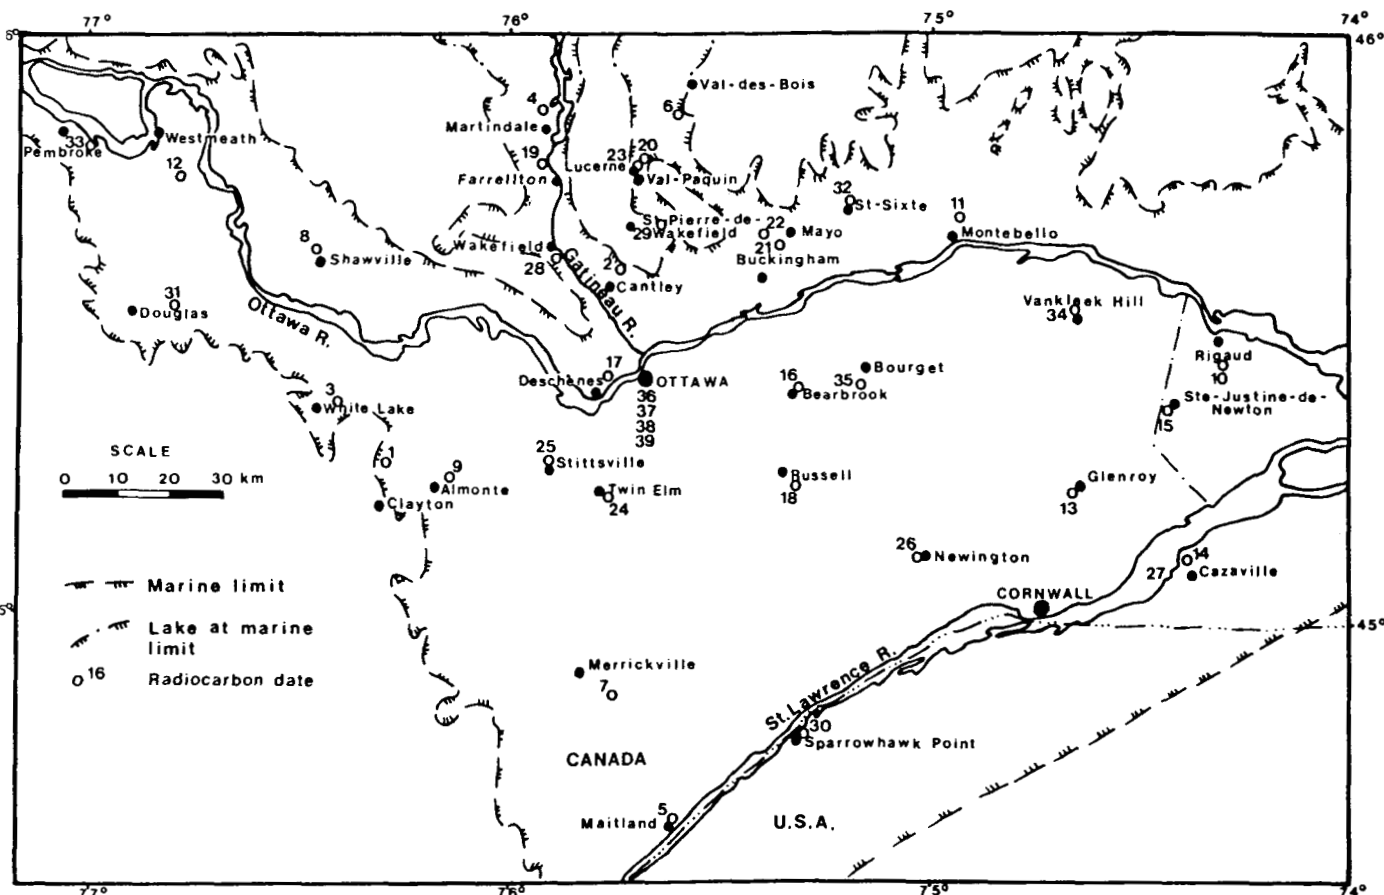 77°
76°
75°
74°
46°
Val-des-Bois
4
6
Martindale
33
Pembroke
Westmeath
12
19
Lucerne
23
20
Farrellton
Val-Paquin
32
St-Sixte
11
Montebello
St-Pierre-de-
29 Wakefield
22
Mayo
21
Buckingham
8
Shawville
Wakefield
28
2
Cantley
Gatineau R.
31
Douglas
Ottawa R.
Vankleek Hill
34
Rigaud
10
17
Deschênes
OTTAWA
36
37
38
39
16
Bearbrook
35
Bourget
Ste-Justine-de-
Newton
15
3
White Lake
SCALE
0 10 20 30 km
1
9
Almonte
Clayton
25
Stittsville
Twin Elm
24
Russell
18
Glenroy
13
26
Newington
14
27
Cazaville
CORNWALL
45°
Marine limit
Lake at marine
limit
16
Radiocarbon date
Merrickville
7
St. Lawrence R.
30
Sparrowhawk Point
CANADA
5
Maitland
U.S.A.
77°
76°
75°
74°